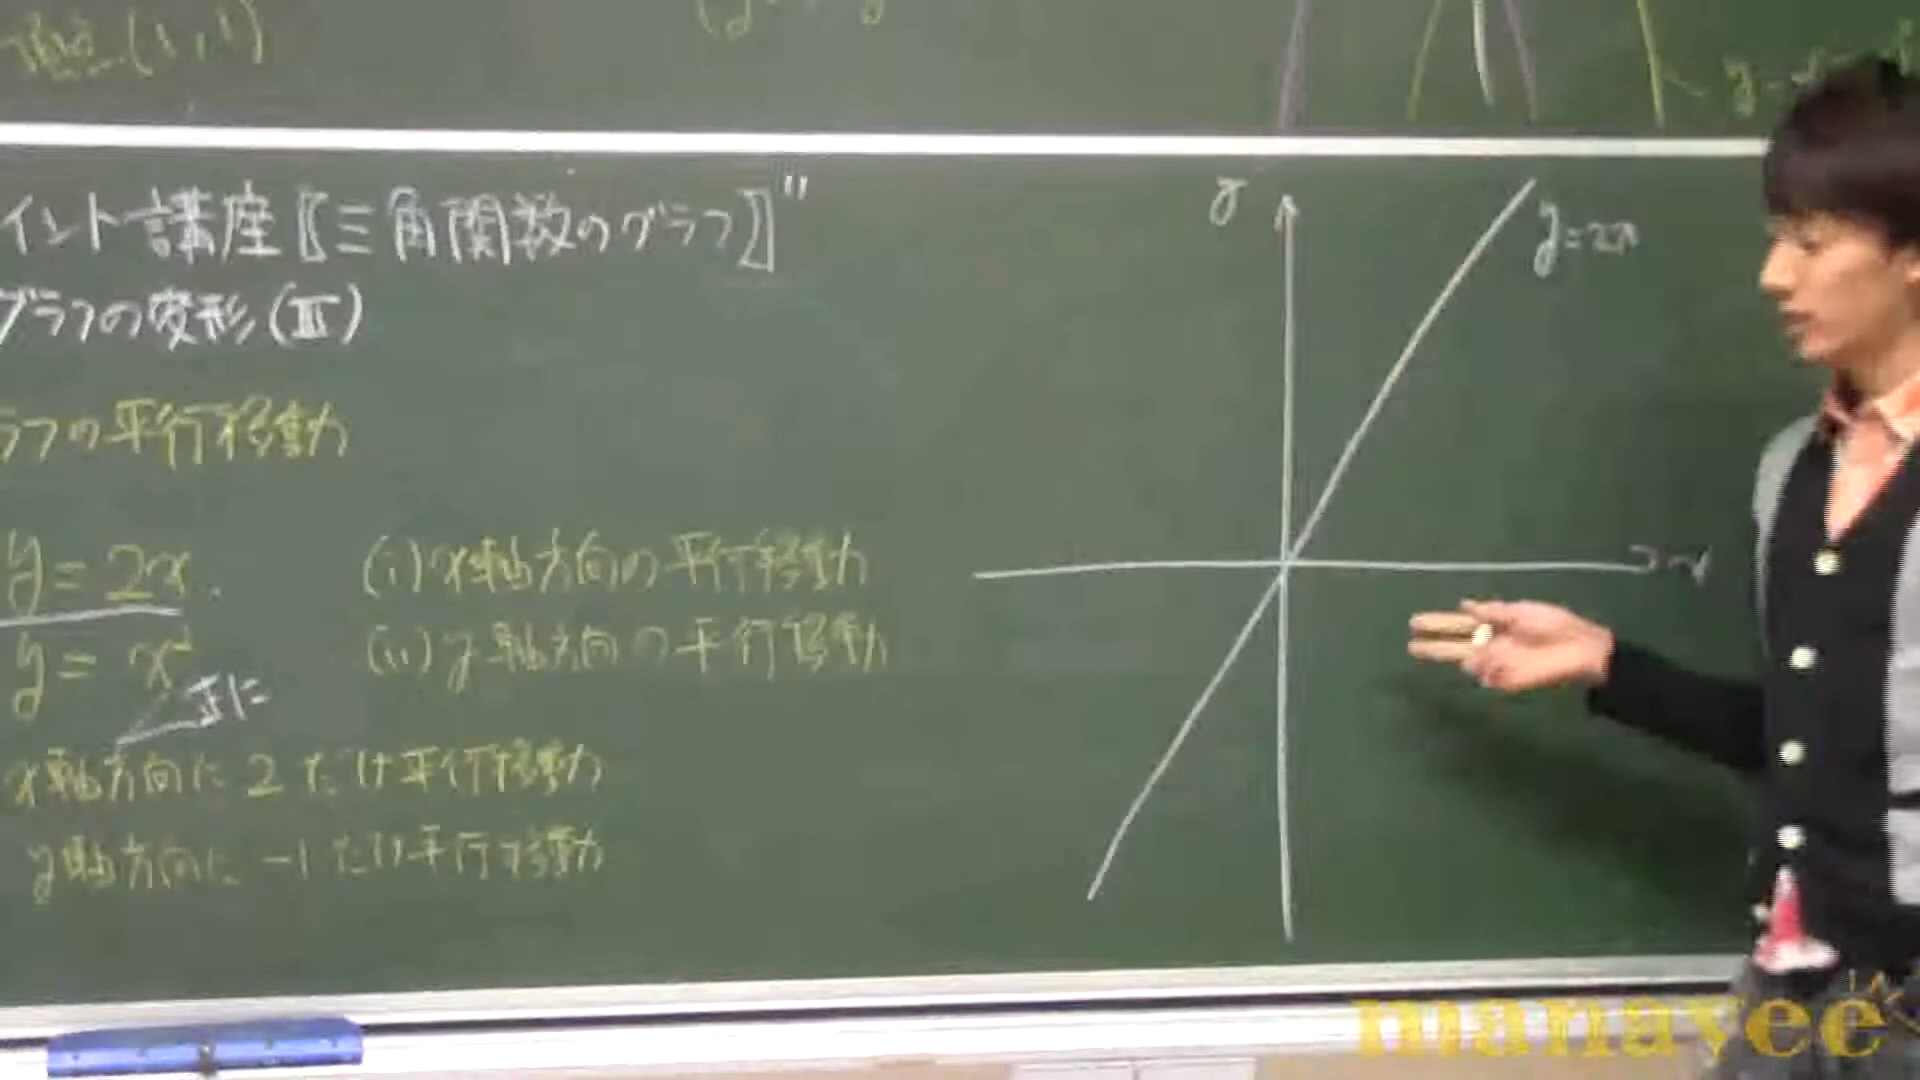 (1,1)
イント講座〖三角関数のグラフ〗"
グラフの変形(Ⅲ)
ラフの平行移動
y=2x.
y=x²
正に
x軸方向に2だけ平行移動
y軸方向に-1だけ平行移動
(i)x軸方向の平行移動
(ii)y軸方向の平行移動
y
y=2x
x
manavee